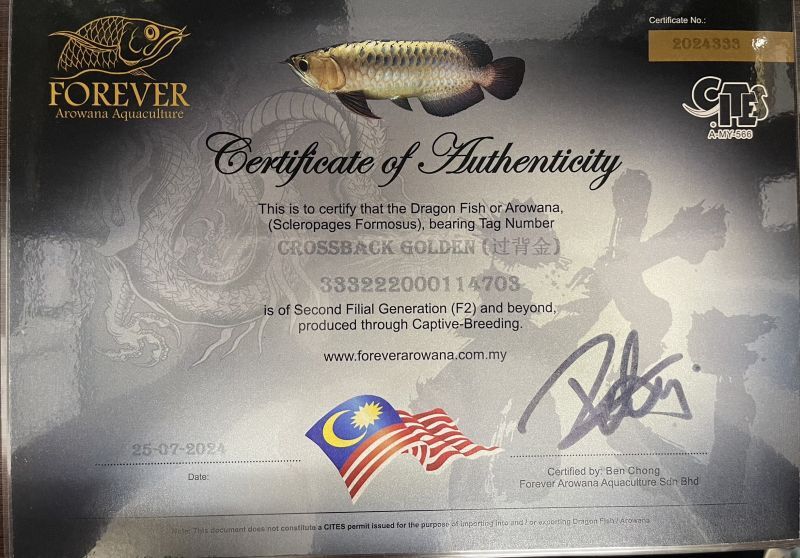 FOREVER
Arowana Aquaculture
Certificate No.:
2024333
CITES
A-MY-566
Certificate of Authenticity
This is to certify that the Dragon Fish or Arowana,
(Scleropages Formosus), bearing Tag Number
CROSSBACK GOLDEN (过背金)
333222000114703
is of Second Filial Generation (F2) and beyond,
produced through Captive-Breeding.
www.foreverarowana.com.my
25-07-2024
Date:
Certified by: Ben Chong
Forever Arowana Aquaculture Sdn Bhd
Note: This document does not constitute a CITES permit issued for the purpose of importing into and / or exporting Dragon Fish / Arowana